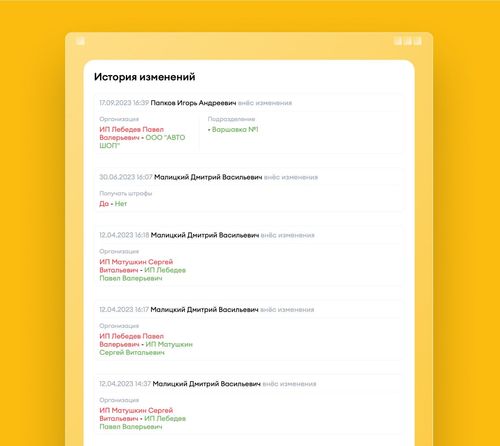 История изменений
17.09.2023 16:39 Папков Игорь Андреевич внёс изменения
Организация
ИП Лебедев Павел
Валерьевич • ООО "АВТО
ШОП"
Подразделение
• Варшавка №1
30.06.2023 16:07 Малицкий Дмитрий Васильевич внёс изменения
Получать штрафы
Да • Нет
12.04.2023 16:18 Малицкий Дмитрий Васильевич внёс изменения
Организация
ИП Матушкин Сергей
Витальевич • ИП Лебедев
Павел Валерьевич
12.04.2023 16:17 Малицкий Дмитрий Васильевич внёс изменения
Организация
ИП Лебедев Павел
Валерьевич • ИП Матушкин
Сергей Витальевич
12.04.2023 14:37 Малицкий Дмитрий Васильевич внёс изменения
Организация
ИП Матушкин Сергей
Витальевич • ИП Лебедев
Павел Валерьевич